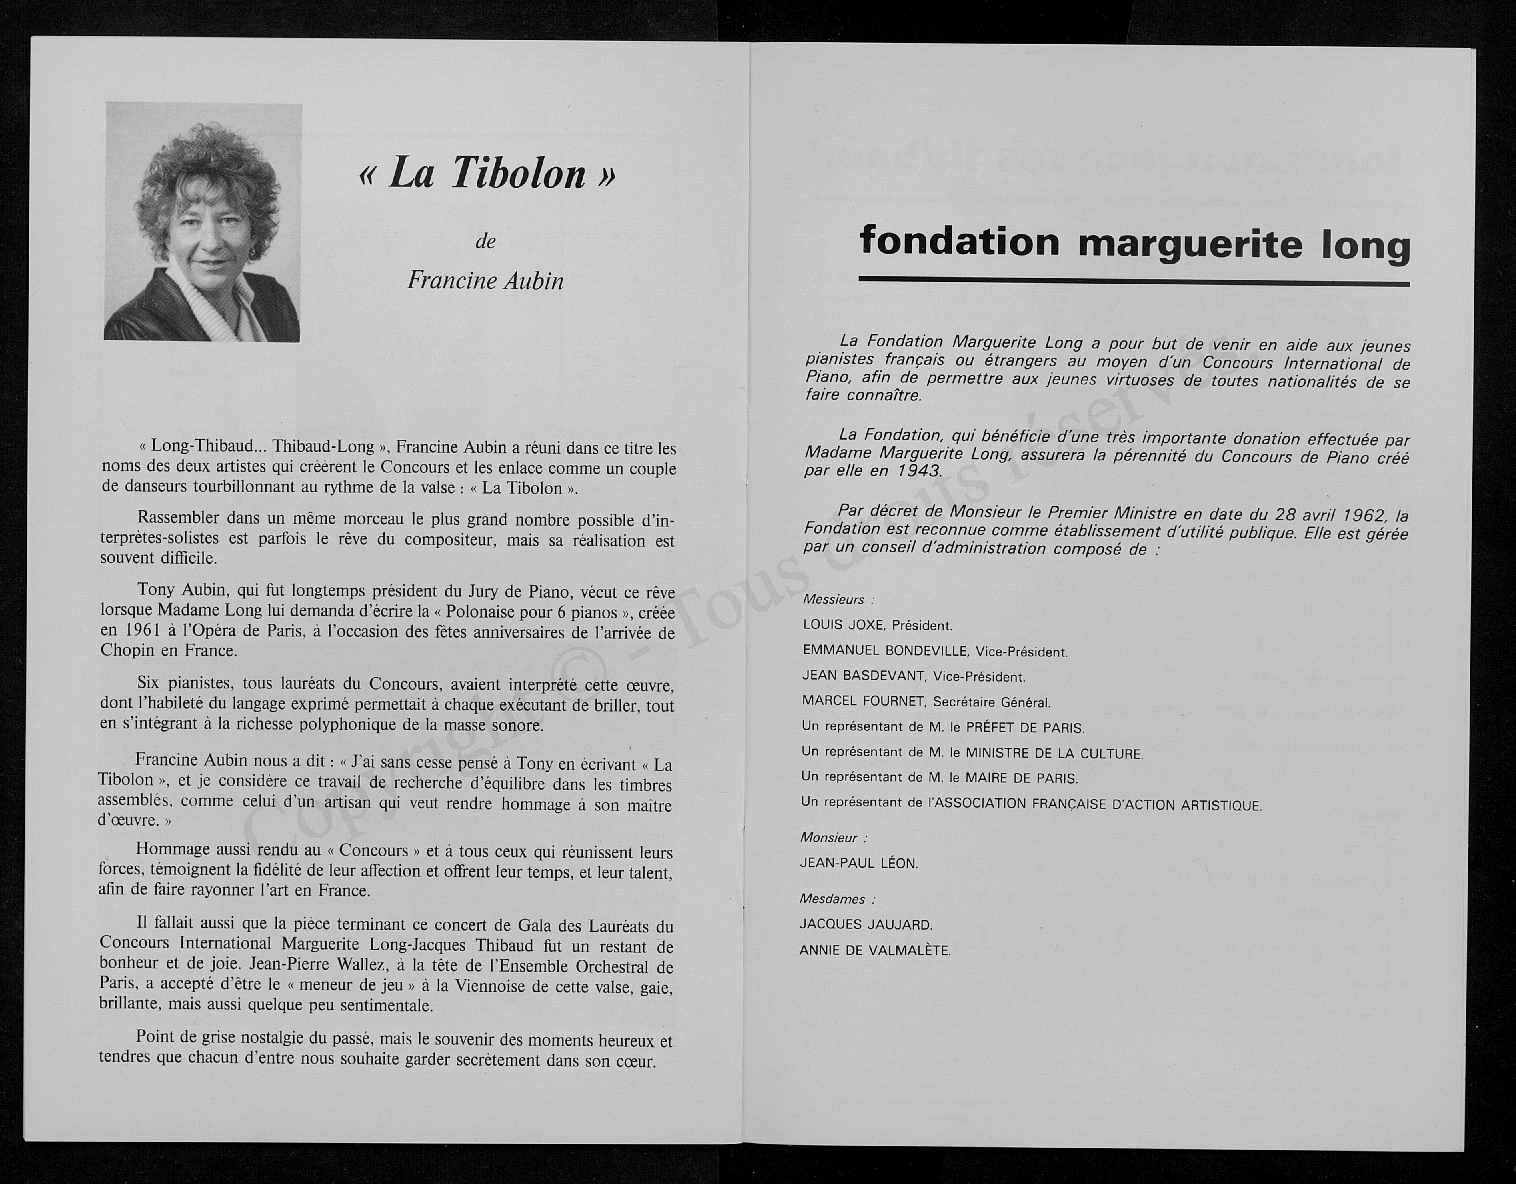 « La Tibolon »
de
Francine Aubin
« Long-Thibaud... Thibaud-Long », Francine Aubin a réuni dans ce titre les
noms des deux artistes qui créèrent le Concours et les enlace comme un couple
de danseurs tourbillonnant au rythme de la valse : « La Tibolon ».
Rassembler dans un même morceau le plus grand nombre possible d'in-
terprètes-solistes est parfois le rêve du compositeur, mais sa réalisation est
souvent difficile.
Tony Aubin, qui fut longtemps président du Jury de Piano, vécut ce rêve
lorsque Madame Long lui demanda d'écrire la « Polonaise pour 6 pianos », créée
en 1961 à l'Opéra de Paris, à l'occasion des fêtes anniversaires de l'arrivée de
Chopin en France.
Six pianistes, tous lauréats du Concours, avaient interprété cette œuvre,
dont l'habileté du langage exprimé permettait à chaque exécutant de briller, tout
en s'intégrant à la richesse polyphonique de la masse sonore.
Francine Aubin nous a dit : « J'ai sans cesse pensé à Tony en écrivant « La
Tibolon », et je considère ce travail de recherche d'équilibre dans les timbres
assemblés, comme celui d'un artisan qui veut rendre hommage à son maître
d'œuvre. »
Hommage aussi rendu au « Concours » et à tous ceux qui réunissent leurs
forces, témoignent la fidélité de leur affection et offrent leur temps, et leur talent,
afin de faire rayonner l'art en France.
Il fallait aussi que la pièce terminant ce concert de Gala des Lauréats du
Concours International Marguerite Long-Jacques Thibaud fut un restant de
bonheur et de joie. Jean-Pierre Wallez, à la tête de l'Ensemble Orchestral de
Paris, a accepté d'être le « meneur de jeu » à la Viennoise de cette valse, gaie,
brillante, mais aussi quelque peu sentimentale.
Point de grise nostalgie du passé, mais le souvenir des moments heureux et
tendres que chacun d'entre nous souhaite garder secrètement dans son cœur.
fondation marguerite long
La Fondation Marguerite Long a pour but de venir en aide aux jeunes
pianistes français ou étrangers au moyen d'un Concours International de
Piano, afin de permettre aux jeunes virtuoses de toutes nationalités de se
faire connaître.
La Fondation, qui bénéficie d'une très importante donation effectuée par
Madame Marguerite Long, assurera la pérennité du Concours de Piano créé
par elle en 1943.
Par décret de Monsieur le Premier Ministre en date du 28 avril 1962, la
Fondation est reconnue comme établissement d'utilité publique. Elle est gérée
par un conseil d'administration composé de :
Messieurs :
LOUIS JOXE, Président.
EMMANUEL BONDEVILLE, Vice-Président.
JEAN BASDEVANT, Vice-Président.
MARCEL FOURNET, Secrétaire Général.
Un représentant de M. le PRÉFET DE PARIS.
Un représentant de M. le MINISTRE DE LA CULTURE.
Un représentant de M. le MAIRE DE PARIS.
Un représentant de l'ASSOCIATION FRANÇAISE D'ACTION ARTISTIQUE.
Monsieur :
JEAN-PAUL LÉON.
Mesdames :
JACQUES JAUJARD.
ANNIE DE VALMALÈTE.
Copyright © - Tous droits réservés.